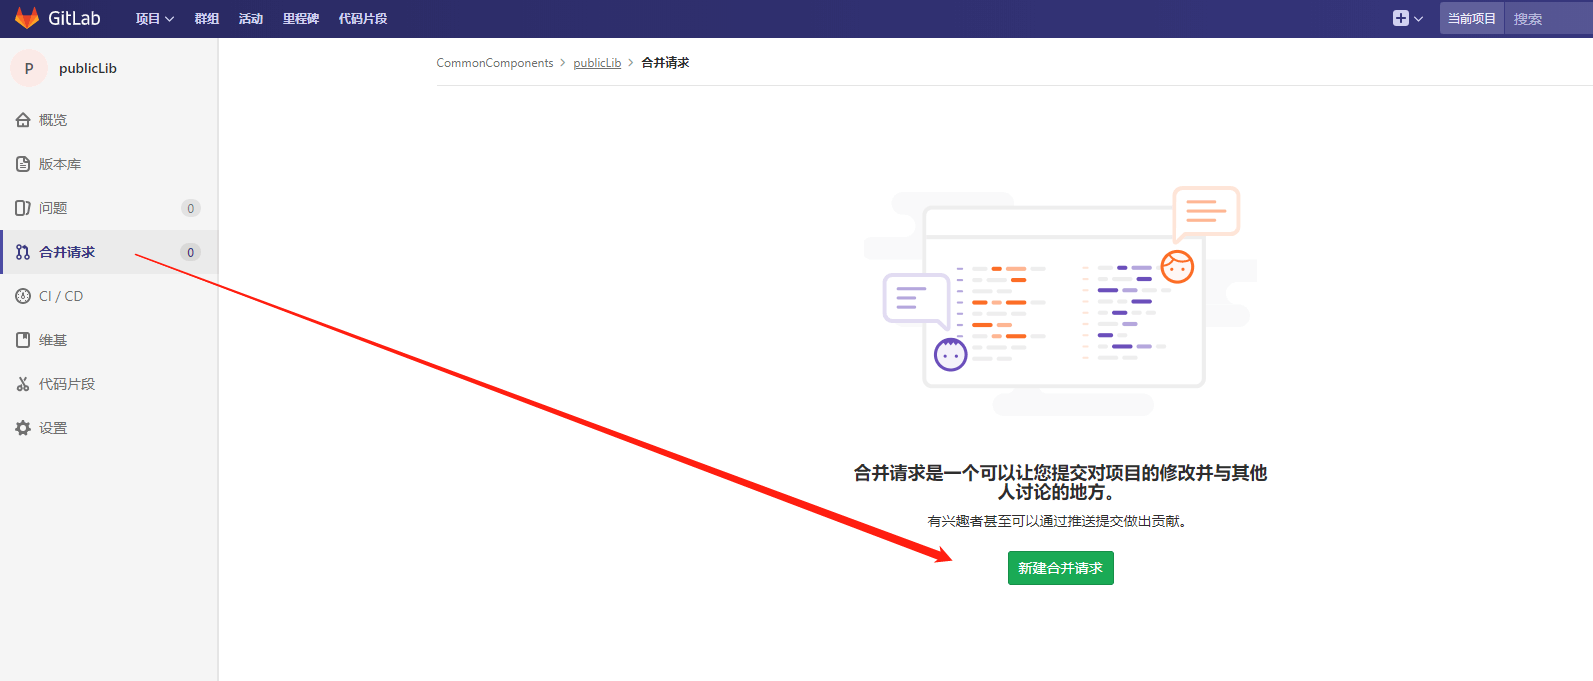 GitLab 项目 群组 活动 里程碑 代码片段 当前项目 搜索
P publicLib
CommonComponents > publicLib > 合并请求
概览
版本库
问题 0
合并请求 0
CI / CD
维基
代码片段
设置
合并请求是一个可以让您提交对项目的修改并与其他
人讨论的地方。
有兴趣者甚至可以通过推送提交做出贡献。
新建合并请求